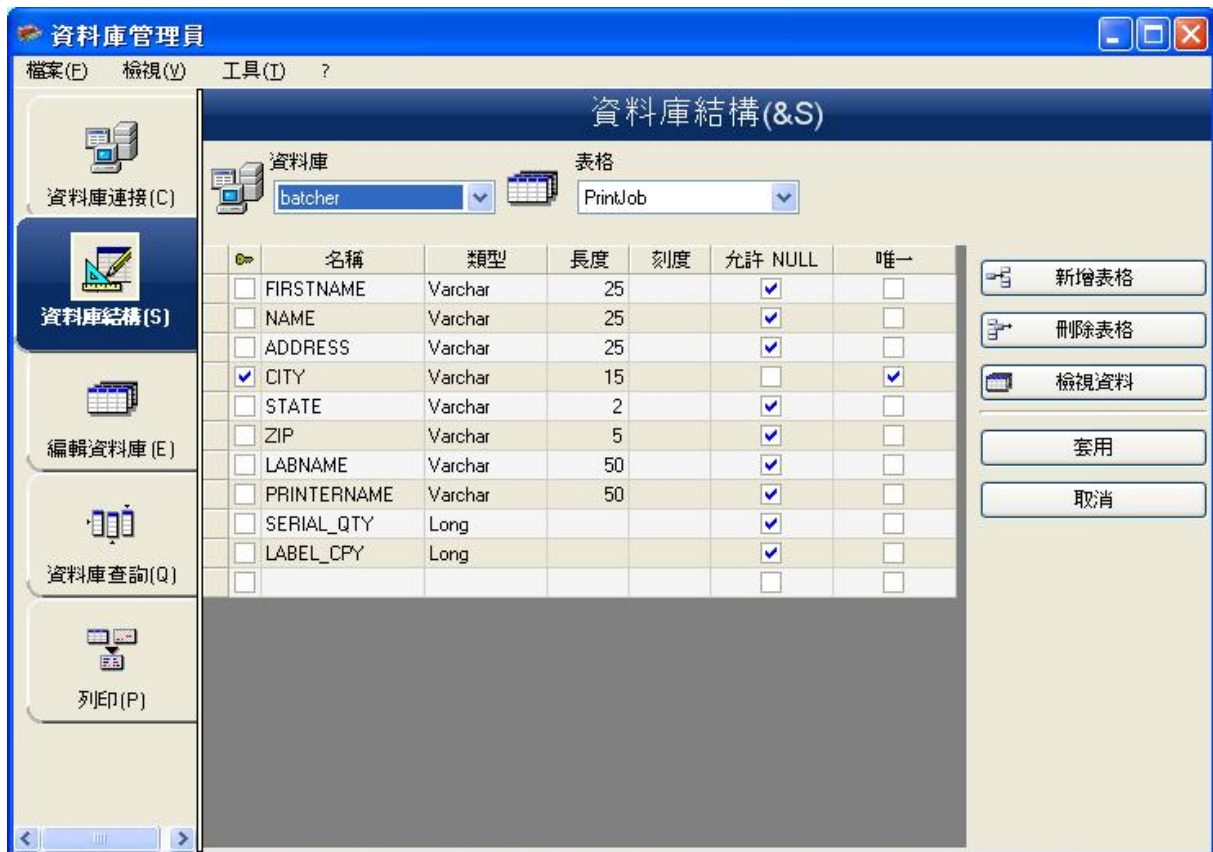 資料庫管理員
檔案(F) 檢視(V) 工具(T) ?
資料庫連接(C)
資料庫結構(S)
編輯資料庫(E)
資料庫查詢(Q)
列印(P)
資料庫結構(&S)
資料庫 表格
batcher PrintJob
名稱 類型 長度 刻度 允許 NULL 唯一
FIRSTNAME Varchar 25
NAME Varchar 25
ADDRESS Varchar 25
CITY Varchar 15
STATE Varchar 2
ZIP Varchar 5
LABNAME Varchar 50
PRINTERNAME Varchar 50
SERIAL_QTY Long
LABEL_CPY Long
新增表格
刪除表格
檢視資料
套用
取消